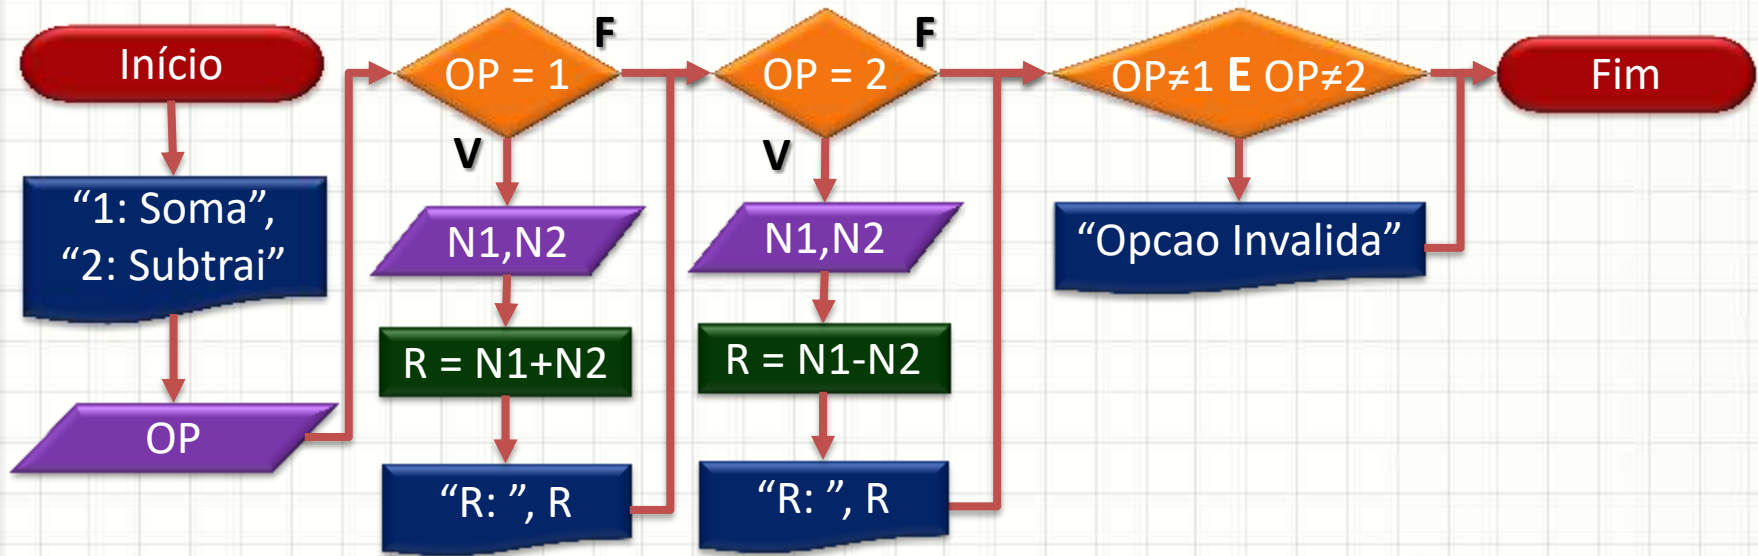 Início
“1: Soma”,
“2: Subtrai”
OP
OP = 1
F
V
N1,N2
R = N1+N2
“R: ”, R
OP = 2
F
V
N1,N2
R = N1-N2
“R: ”, R
OP≠1 E OP≠2
“Opcao Invalida”
Fim